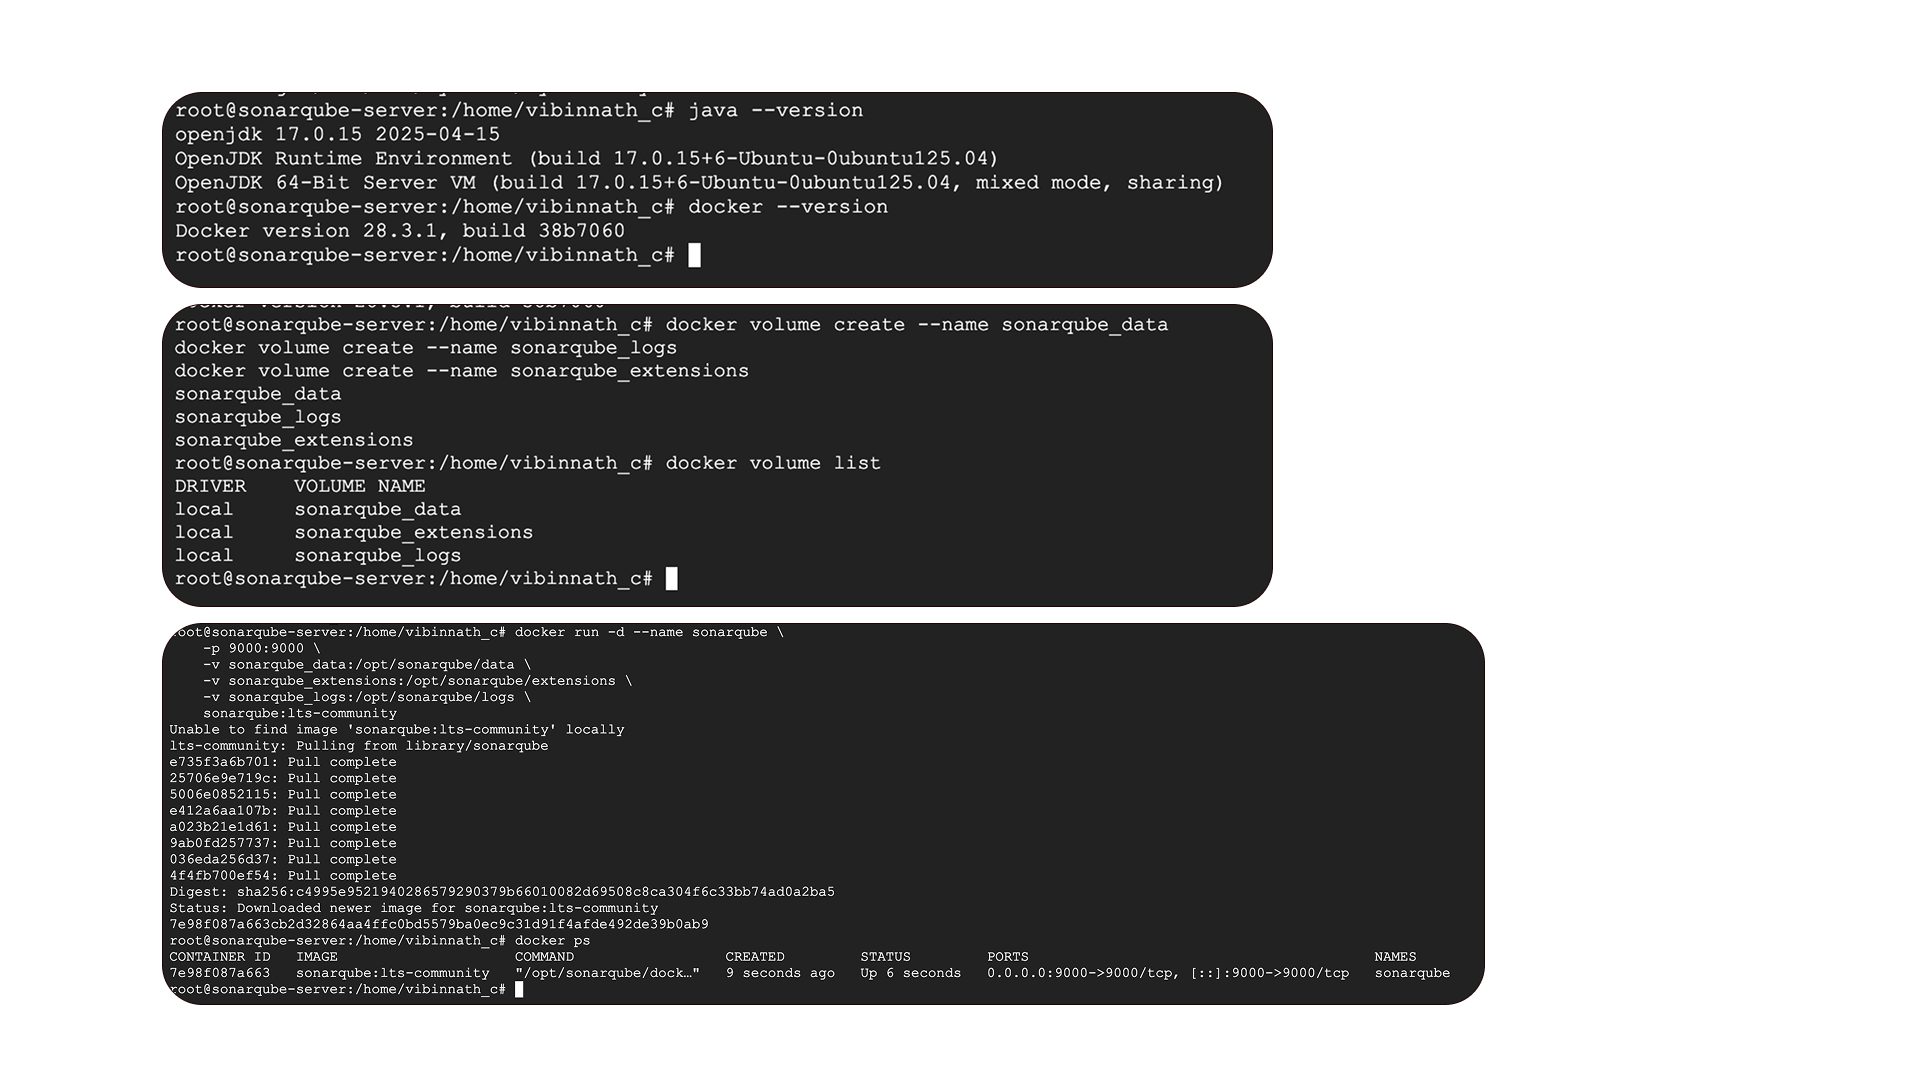 root@sonarqube-server:/home/vibinnath_c# java --version
openjdk 17.0.15 2025-04-15
OpenJDK Runtime Environment (build 17.0.15+6-Ubuntu-0ubuntu125.04)
OpenJDK 64-Bit Server VM (build 17.0.15+6-Ubuntu-0ubuntu125.04, mixed mode, sharing)
root@sonarqube-server:/home/vibinnath_c# docker --version
Docker version 28.3.1, build 38b7060
root@sonarqube-server:/home/vibinnath_c#
root@sonarqube-server:/home/vibinnath_c# docker volume create --name sonarqube_data
docker volume create --name sonarqube_logs
docker volume create --name sonarqube_extensions
sonarqube_data
sonarqube_logs
sonarqube_extensions
root@sonarqube-server:/home/vibinnath_c# docker volume list
DRIVER    VOLUME NAME
local     sonarqube_data
local     sonarqube_extensions
local     sonarqube_logs
root@sonarqube-server:/home/vibinnath_c#
root@sonarqube-server:/home/vibinnath_c# docker run -d --name sonarqube \
    -p 9000:9000 \
    -v sonarqube_data:/opt/sonarqube/data \
    -v sonarqube_extensions:/opt/sonarqube/extensions \
    -v sonarqube_logs:/opt/sonarqube/logs \
    sonarqube:lts-community
Unable to find image 'sonarqube:lts-community' locally
lts-community: Pulling from library/sonarqube
e735f3a6b701: Pull complete
25706e9e719c: Pull complete
5006e0852115: Pull complete
e412a6aa107b: Pull complete
a023b21e1d61: Pull complete
9ab0fd257737: Pull complete
036eda256d37: Pull complete
4f4fb700ef54: Pull complete
Digest: sha256:c4995e9521940286579290379b66010082d69508c8ca304f6c33bb74ad0a2ba5
Status: Downloaded newer image for sonarqube:lts-community
7e98f087a663cb2d32864aa4ffc0bd5579ba0ec9c31d91f4afde492de39b0ab9
root@sonarqube-server:/home/vibinnath_c# docker ps
CONTAINER ID   IMAGE                     COMMAND                  CREATED         STATUS         PORTS                                         NAMES
7e98f087a663   sonarqube:lts-community   "/opt/sonarqube/dock…"   9 seconds ago   Up 6 seconds   0.0.0.0:9000->9000/tcp, [::]:9000->9000/tcp   sonarqube
root@sonarqube-server:/home/vibinnath_c#